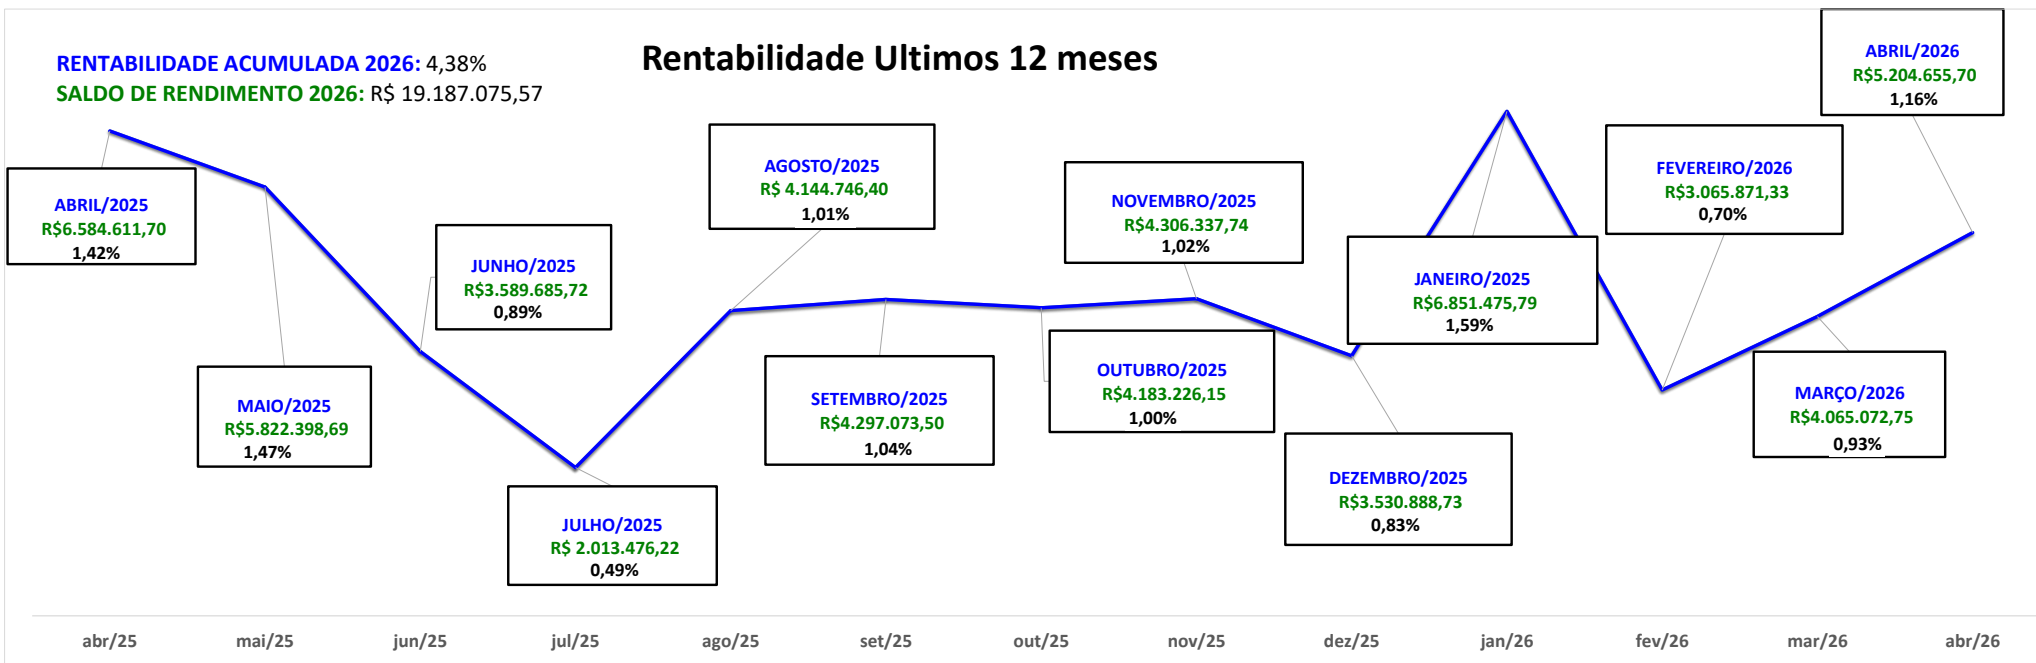 Rentabilidade Ultimos 12 meses
RENTABILIDADE ACUMULADA 2026: 4,38%
SALDO DE RENDIMENTO 2026: R$ 19.187.075,57
ABRIL/2025
R$6.584.611,70
1,42%
MAIO/2025
R$5.822.398,69
1,47%
JUNHO/2025
R$3.589.685,72
0,89%
JULHO/2025
R$ 2.013.476,22
0,49%
AGOSTO/2025
R$ 4.144.746,40
1,01%
SETEMBRO/2025
R$4.297.073,50
1,04%
OUTUBRO/2025
R$4.183.226,15
1,00%
NOVEMBRO/2025
R$4.306.337,74
1,02%
DEZEMBRO/2025
R$3.530.888,73
0,83%
JANEIRO/2025
R$6.851.475,79
1,59%
FEVEREIRO/2026
R$3.065.871,33
0,70%
MARÇO/2026
R$4.065.072,75
0,93%
ABRIL/2026
R$5.204.655,70
1,16%
abr/25 mai/25 jun/25 jul/25 ago/25 set/25 out/25 nov/25 dez/25 jan/26 fev/26 mar/26 abr/26